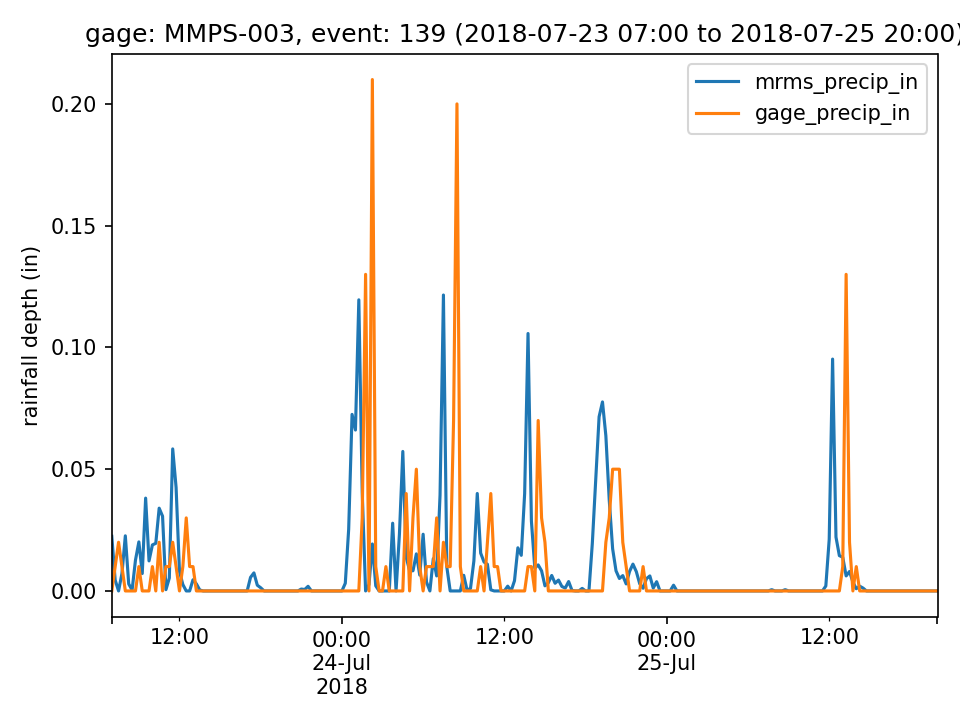 gage: MMPS-003, event: 139 (2018-07-23 07:00 to 2018-07-25 20:00)
mrms_precip_in
gage_precip_in
rainfall depth (in)
0.20
0.15
0.10
0.05
0.00
12:00
00:00
24-Jul
2018
12:00
00:00
25-Jul
12:00